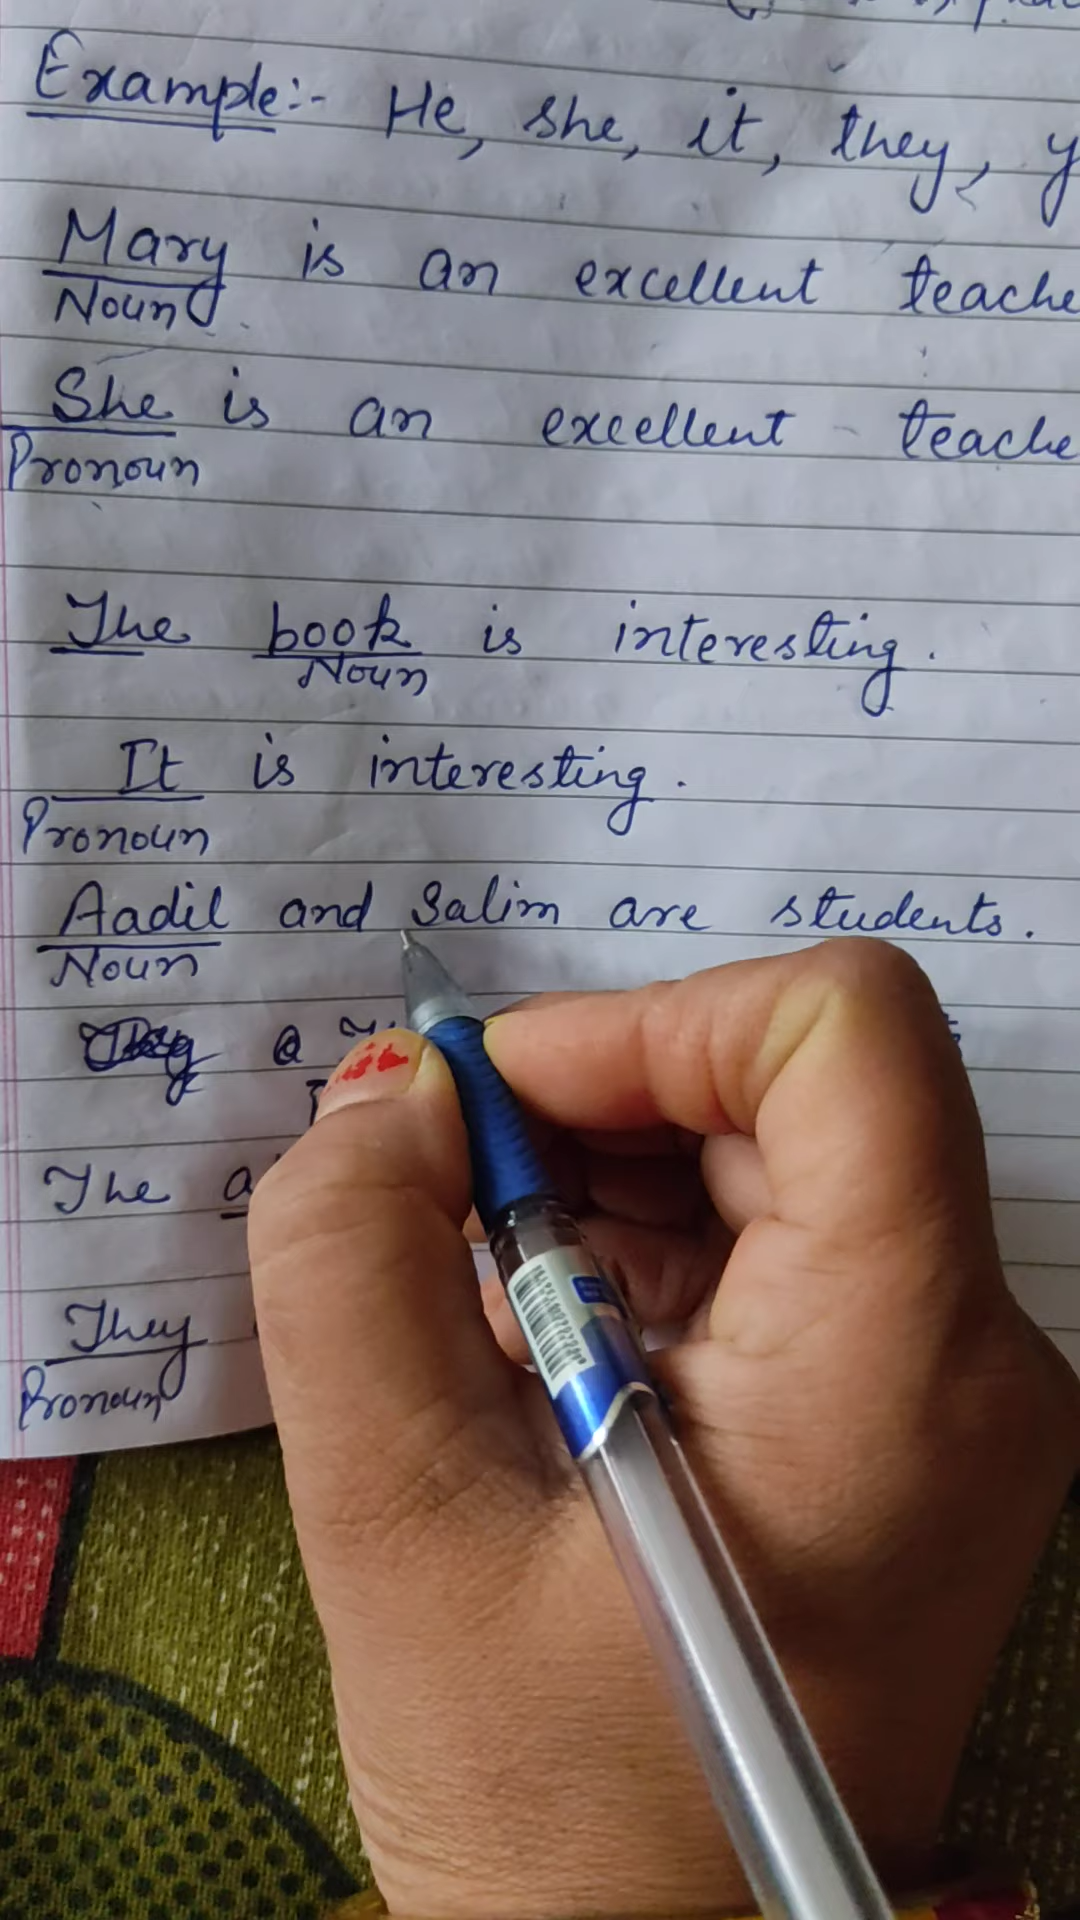 Example:- He, she, it, they,
Mary is an excellent teache
Noun
She is an excellent teache
Pronoun
The book is interesting.
Noun
It is interesting.
Pronoun
Aadil and Salim are students.
Noun
The
They
Pronoun